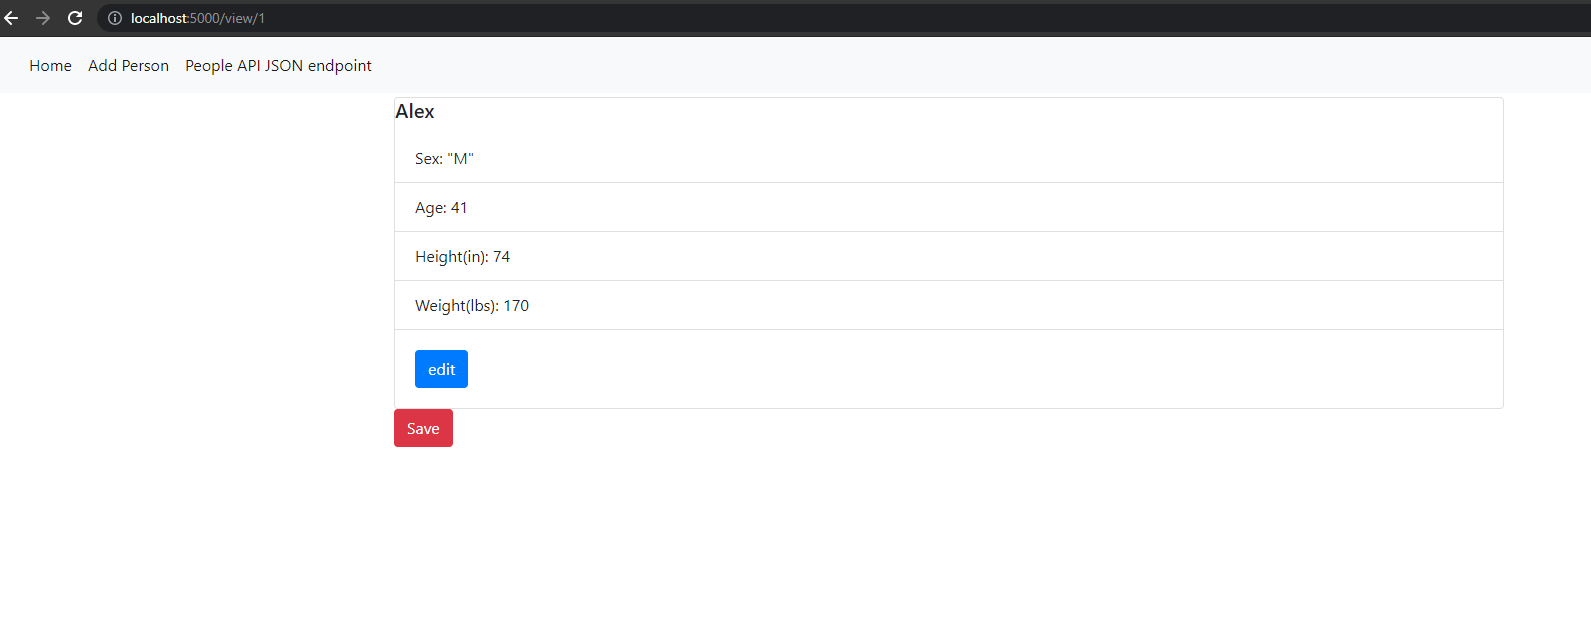 localhost:5000/view/1
Home Add Person People API JSON endpoint
Alex
Sex: "M"
Age: 41
Height(in): 74
Weight(lbs): 170
edit
Save